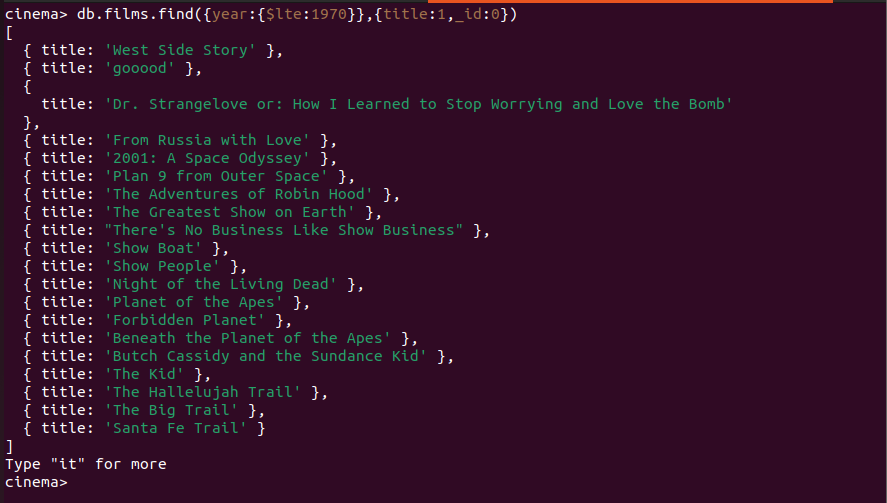 cinema> db.films.find({year:{$lte:1970}},{title:1,_id:0})
[
  { title: 'West Side Story' },
  { title: 'gooood' },
  {
    title: 'Dr. Strangelove or: How I Learned to Stop Worrying and Love the Bomb'
  },
  { title: 'From Russia with Love' },
  { title: '2001: A Space Odyssey' },
  { title: 'Plan 9 from Outer Space' },
  { title: 'The Adventures of Robin Hood' },
  { title: 'The Greatest Show on Earth' },
  { title: "There's No Business Like Show Business" },
  { title: 'Show Boat' },
  { title: 'Show People' },
  { title: 'Night of the Living Dead' },
  { title: 'Planet of the Apes' },
  { title: 'Forbidden Planet' },
  { title: 'Beneath the Planet of the Apes' },
  { title: 'Butch Cassidy and the Sundance Kid' },
  { title: 'The Kid' },
  { title: 'The Hallelujah Trail' },
  { title: 'The Big Trail' },
  { title: 'Santa Fe Trail' }
]
Type "it" for more
cinema>